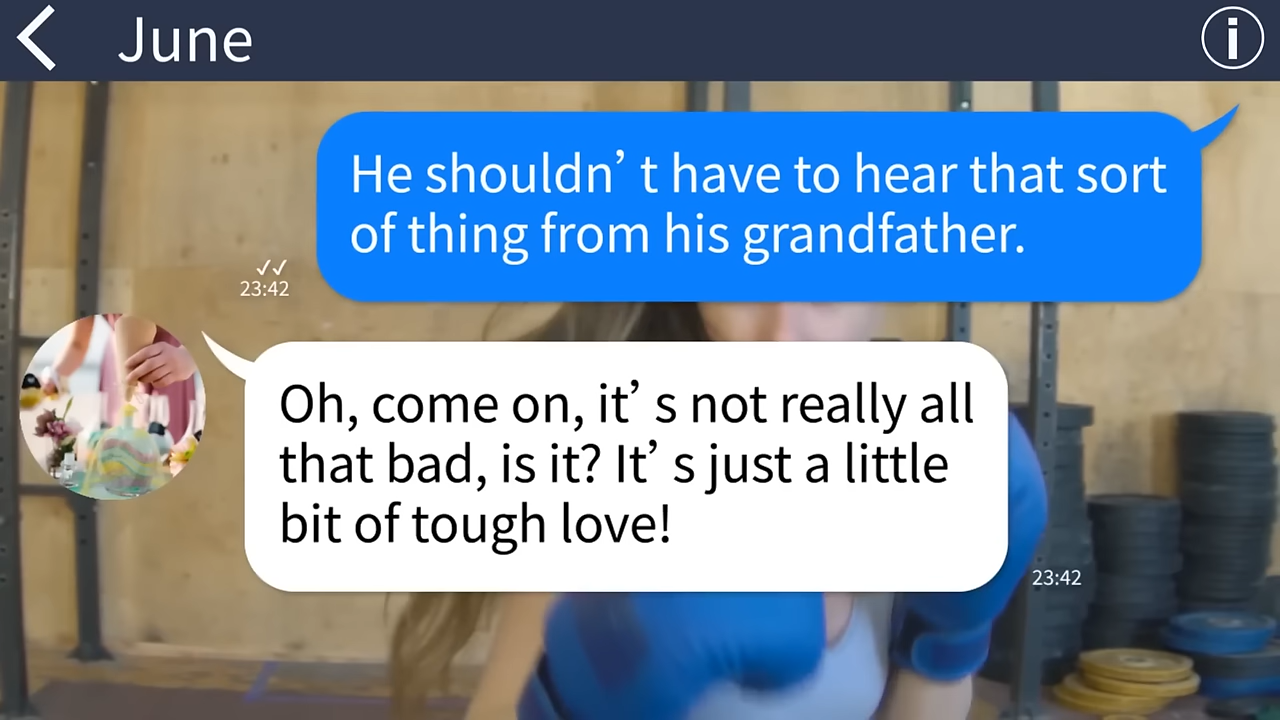 June
He shouldn’ t have to hear that sort
of thing from his grandfather.
23:42
Oh, come on, it’ s not really all
that bad, is it? It’ s just a little
bit of tough love!
23:42